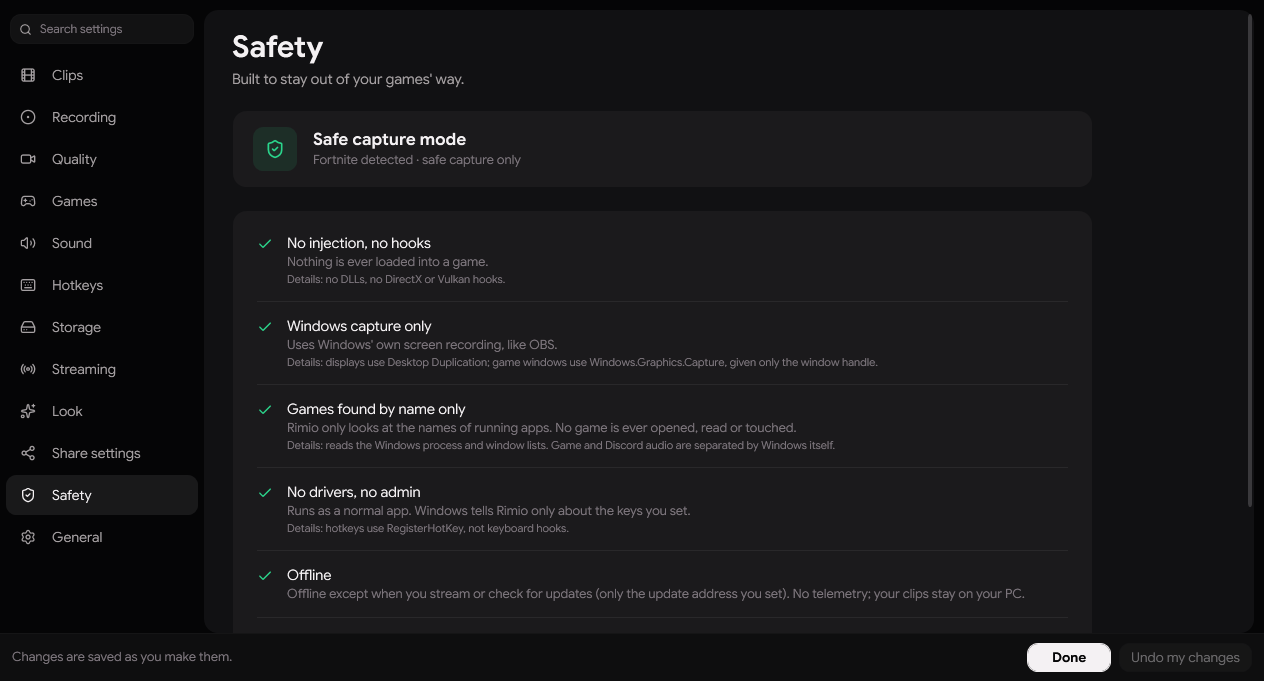 Search settings
Clips
Recording
Quality
Games
Sound
Hotkeys
Storage
Streaming
Look
Share settings
Safety
General
Safety
Built to stay out of your games' way.
Safe capture mode
Fortnite detected · safe capture only
No injection, no hooks
Nothing is ever loaded into a game.
Details: no DLLs, no DirectX or Vulkan hooks.
Windows capture only
Uses Windows' own screen recording, like OBS.
Details: displays use Desktop Duplication; game windows use Windows.Graphics.Capture, given only the window handle.
Games found by name only
Rimio only looks at the names of running apps. No game is ever opened, read or touched.
Details: reads the Windows process and window lists. Game and Discord audio are separated by Windows itself.
No drivers, no admin
Runs as a normal app. Windows tells Rimio only about the keys you set.
Details: hotkeys use RegisterHotKey, not keyboard hooks.
Offline
Offline except when you stream or check for updates (only the update address you set). No telemetry; your clips stay on your PC.
Changes are saved as you make them.
Done
Undo my changes